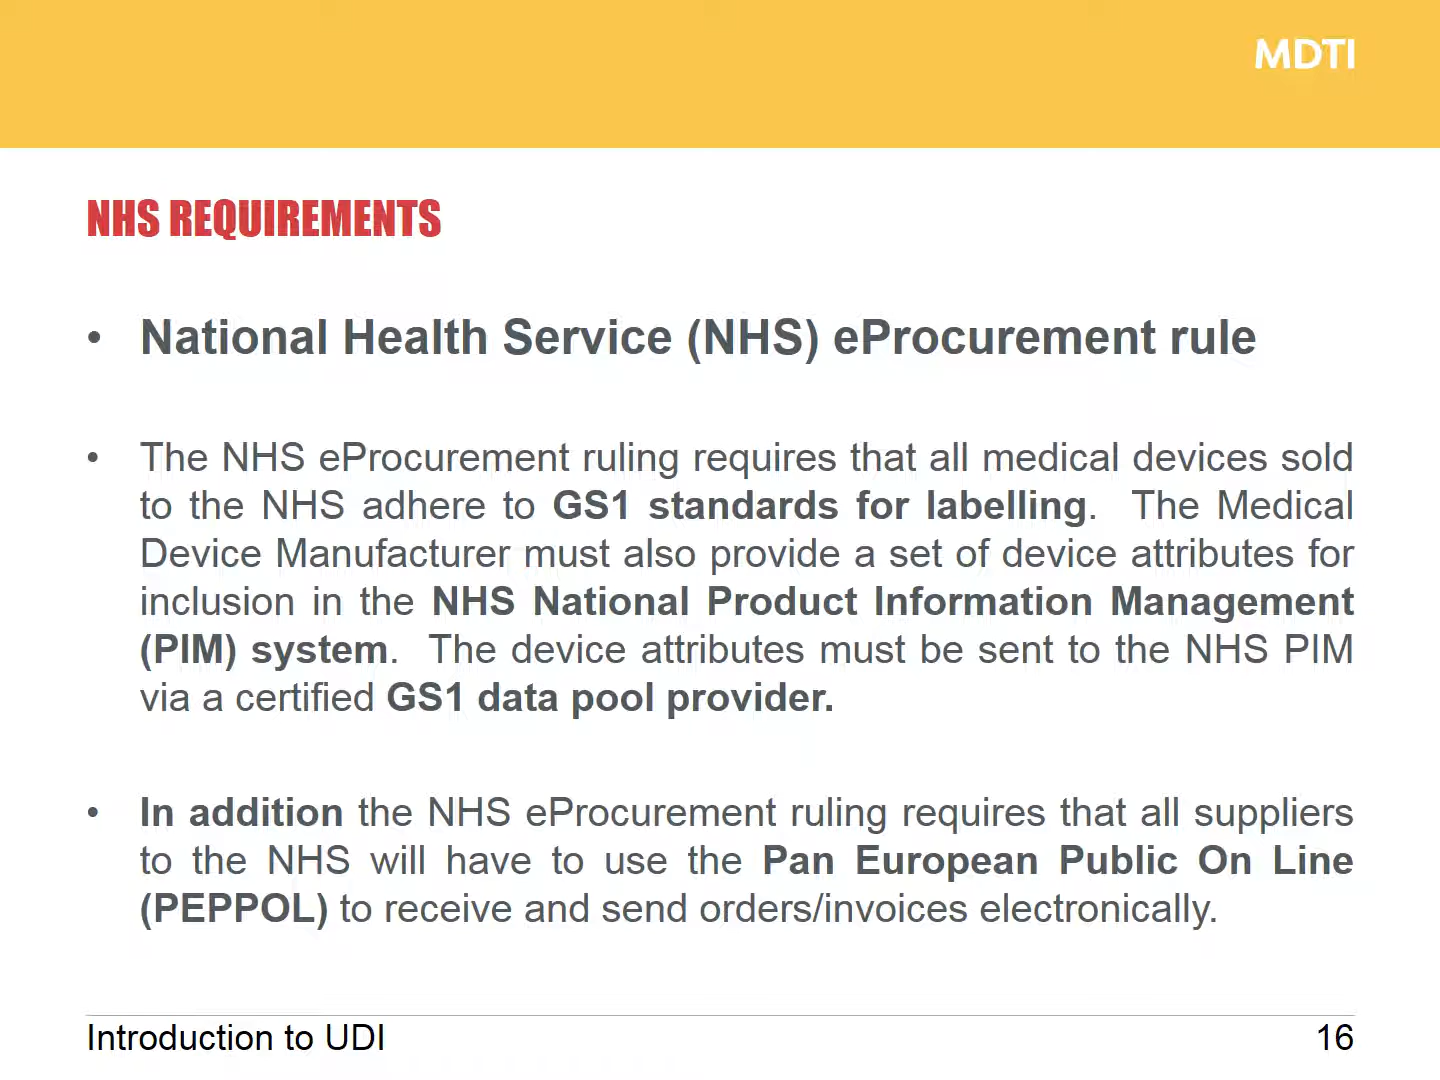 MDTI
NHS REQUIREMENTS
• National Health Service (NHS) eProcurement rule
• The NHS eProcurement ruling requires that all medical devices sold
to the NHS adhere to GS1 standards for labelling. The Medical
Device Manufacturer must also provide a set of device attributes for
inclusion in the NHS National Product Information Management
(PIM) system. The device attributes must be sent to the NHS PIM
via a certified GS1 data pool provider.
• In addition the NHS eProcurement ruling requires that all suppliers
to the NHS will have to use the Pan European Public On Line
(PEPPOL) to receive and send orders/invoices electronically.
Introduction to UDI
16